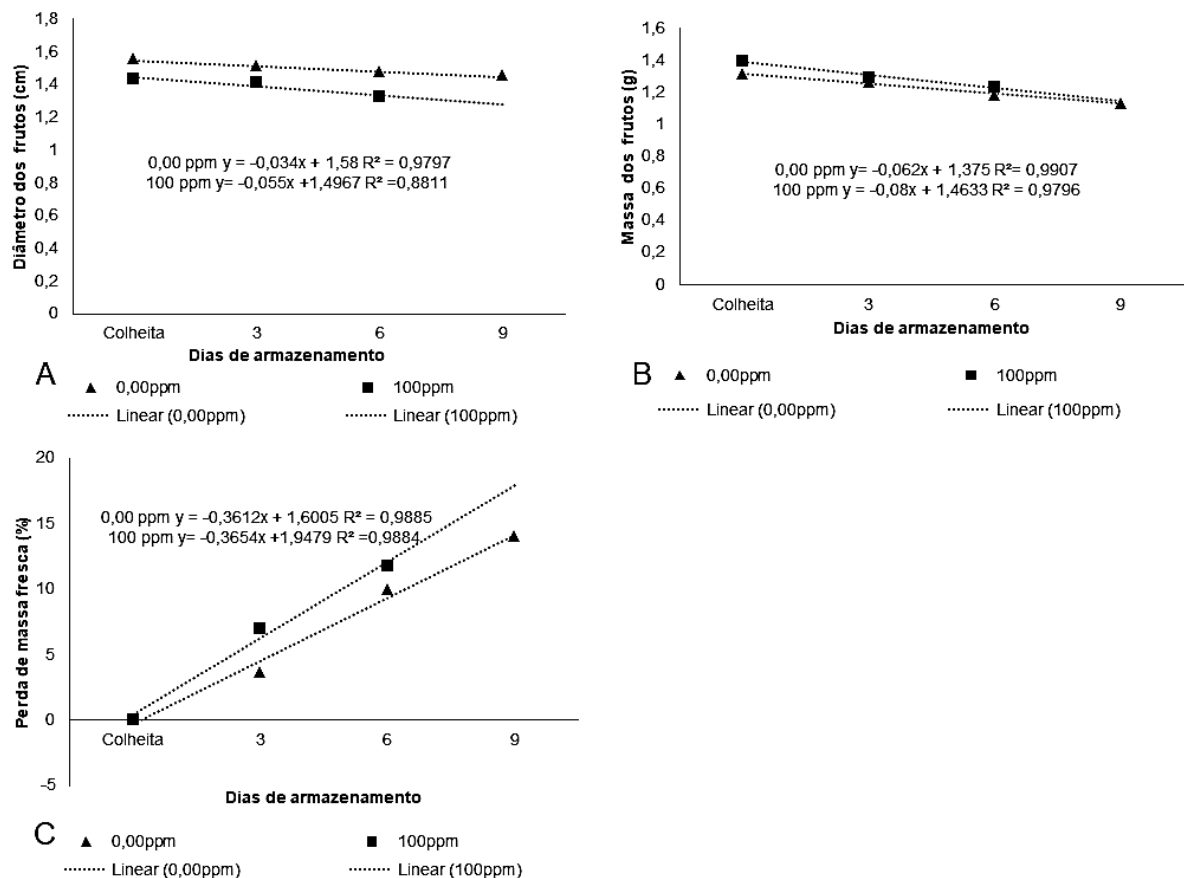 Diâmetro dos frutos (cm)
1,8
1,6
1,4
1,2
1
0,8
0,6
0,4
0,2
0
0,00 ppm y = -0,034x + 1,58 R² = 0,9797
100 ppm y= -0,055x +1,4967 R² =0,8811
Colheita 3 6 9
Dias de armazenamento
A
0,00ppm 100ppm
Linear (0,00ppm) Linear (100ppm)
Massa dos frutos (g)
1,6
1,4
1,2
1
0,8
0,6
0,4
0,2
0
0,00 ppm y= -0,062x + 1,375 R²= 0,9907
100 ppm y= -0,08x + 1,4633 R² = 0,9796
Colheita 3 6 9
Dias de armazenamento
B
0,00ppm 100ppm
Linear (0,00ppm) Linear (100ppm)
Perda de massa fresca (%)
20
15
10
5
0
-5
0,00 ppm y = -0,3612x + 1,6005 R² = 0,9885
100 ppm y= -0,3654x +1,9479 R² =0,9884
Colheita 3 6 9
Dias de armazenamento
C
0,00ppm 100ppm
Linear (0,00ppm) Linear (100ppm)